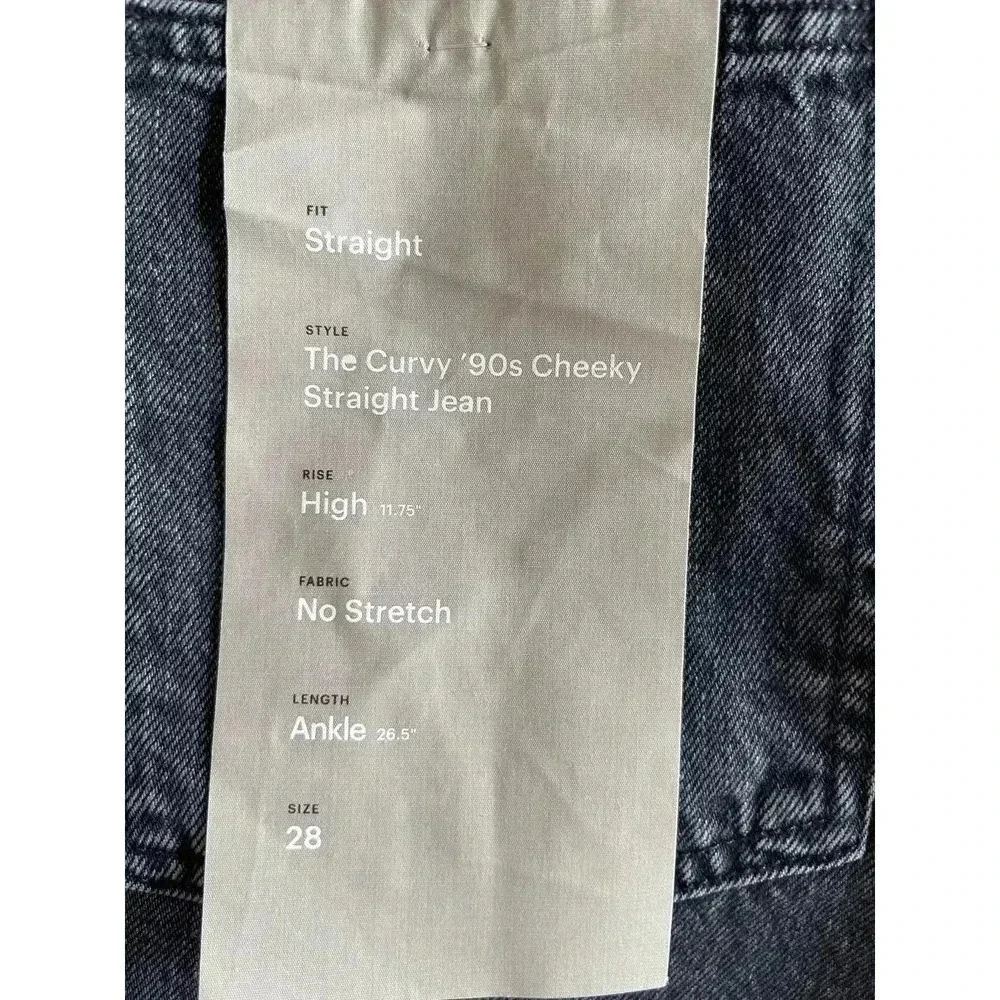 FIT
Straight
STYLE
The Curvy ’90s Cheeky
Straight Jean
RISE
High 11.75"
FABRIC
No Stretch
LENGTH
Ankle 26.5"
SIZE
28